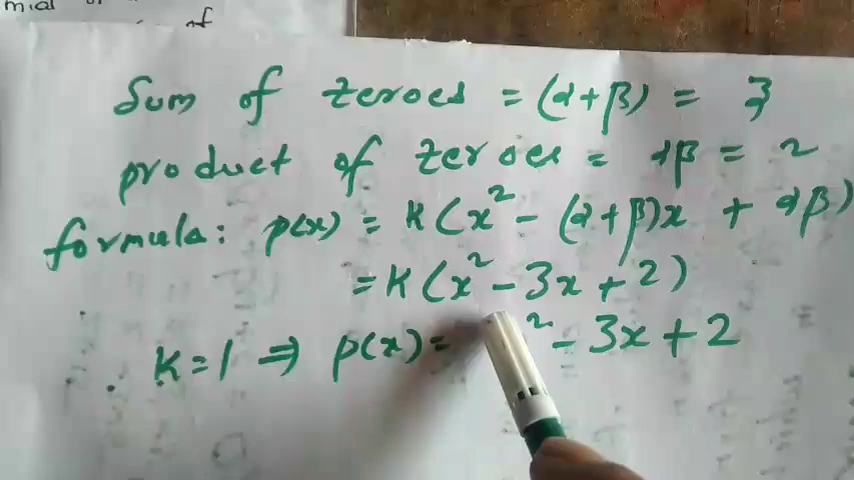 of
Sum of zeroes = (α+β) = 3
product of zeroes = αβ = 2
formula: p(x) = K(x² - (α+β)x + αβ)
= K(x² - 3x + 2)
K=1 ⇒ p(x)= ² - 3x + 2